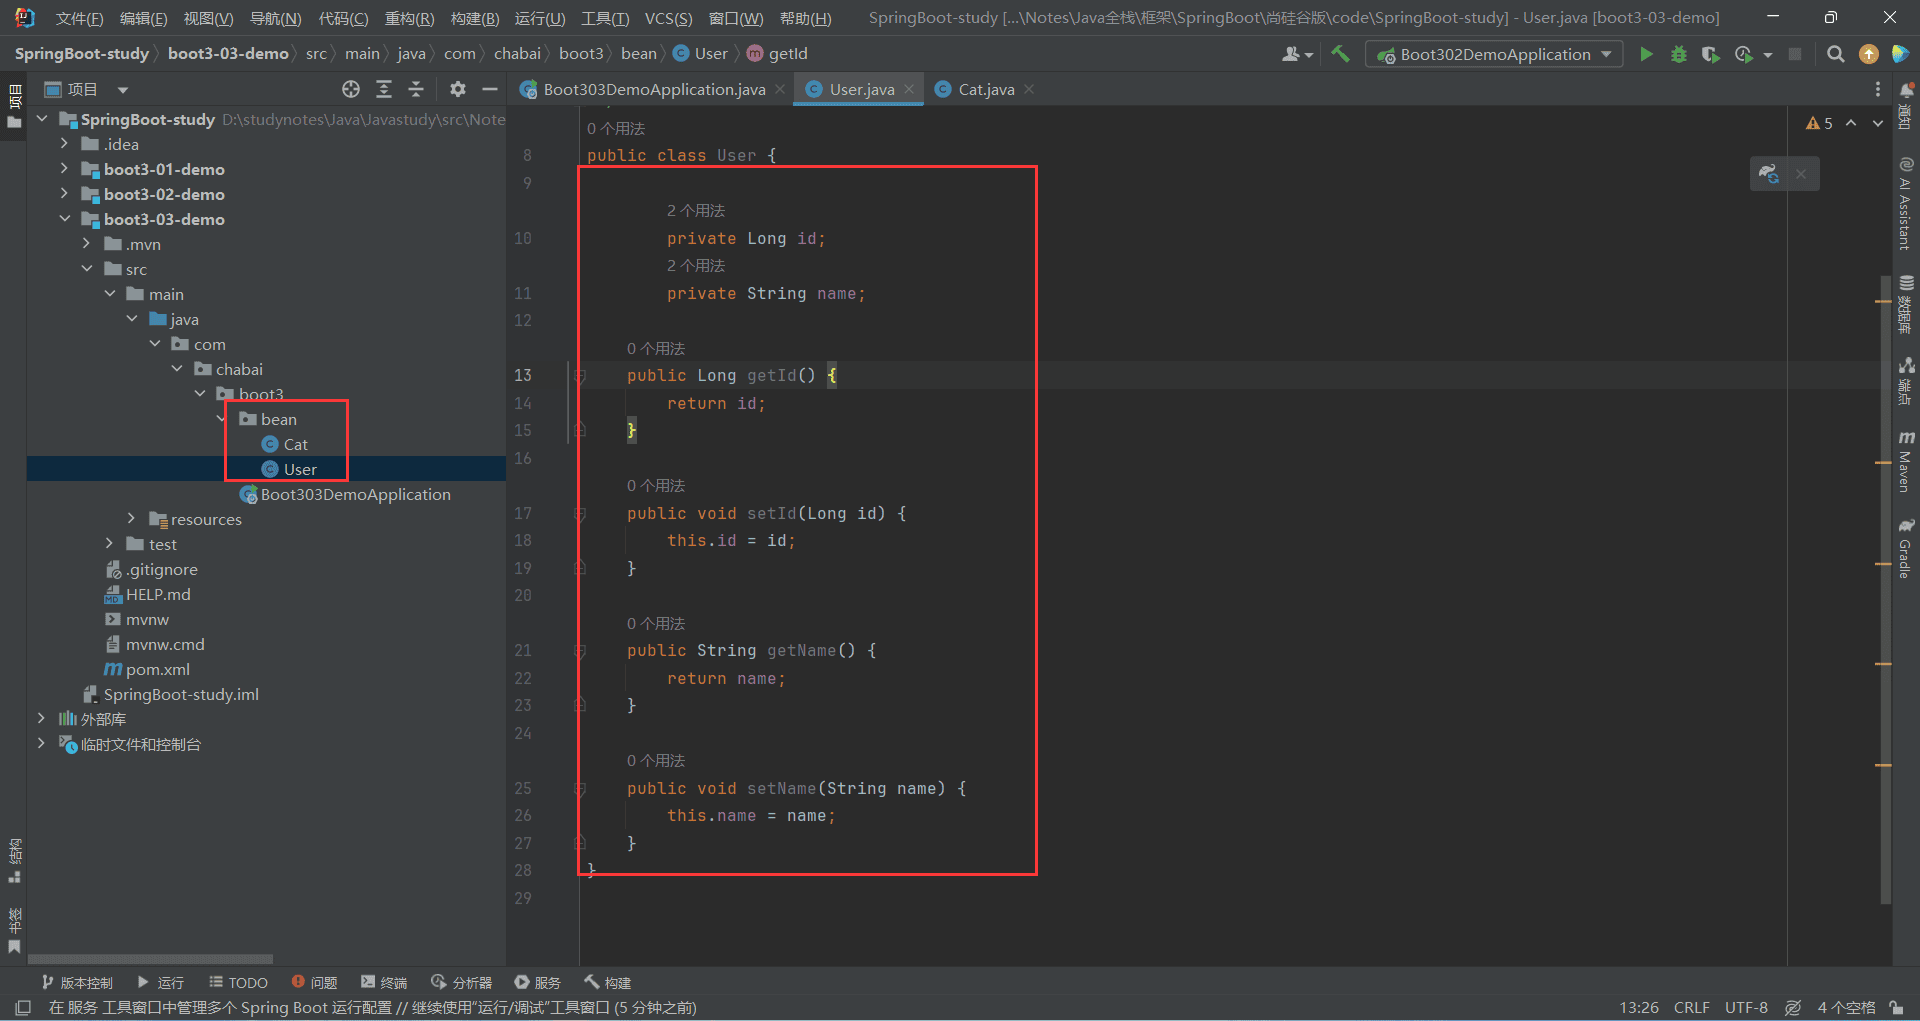 文件(F) 编辑(E) 视图(V) 导航(N) 代码(C) 重构(R) 构建(B) 运行(U) 工具(T) VCS(S) 窗口(W) 帮助(H) SpringBoot-study [...\Notes\Java全栈\框架\SpringBoot\尚硅谷版\code\SpringBoot-study] - User.java [boot3-03-demo]
SpringBoot-study boot3-03-demo src main java com chabai boot3 bean User getId Boot302DemoApplication
项目 Boot303DemoApplication.java User.java Cat.java
项目
SpringBoot-study D:\studynotes\Java\Javastudy\src\Note
.idea
boot3-01-demo
boot3-02-demo
boot3-03-demo
.mvn
src
main
java
com
chabai
boot3
bean
Cat
User
Boot303DemoApplication
resources
test
.gitignore
HELP.md
mvnw
mvnw.cmd
pom.xml
SpringBoot-study.iml
外部库
临时文件和控制台
结构
书签
0 个用法
8 public class User {
9
2 个用法
10 private Long id;
2 个用法
11 private String name;
12
0 个用法
13 public Long getId() {
14 return id;
15 }
16
0 个用法
17 public void setId(Long id) {
18 this.id = id;
19 }
20
0 个用法
21 public String getName() {
22 return name;
23 }
24
0 个用法
25 public void setName(String name) {
26 this.name = name;
27 }
28 }
29
5
通知
AI Assistant
数据库
端点
Maven
Gradle
版本控制 运行 TODO 问题 终端 分析器 服务 构建
在 服务 工具窗口中管理多个 Spring Boot 运行配置 // 继续使用“运行/调试”工具窗口 (5 分钟之前) 13:26 CRLF UTF-8 4 个空格